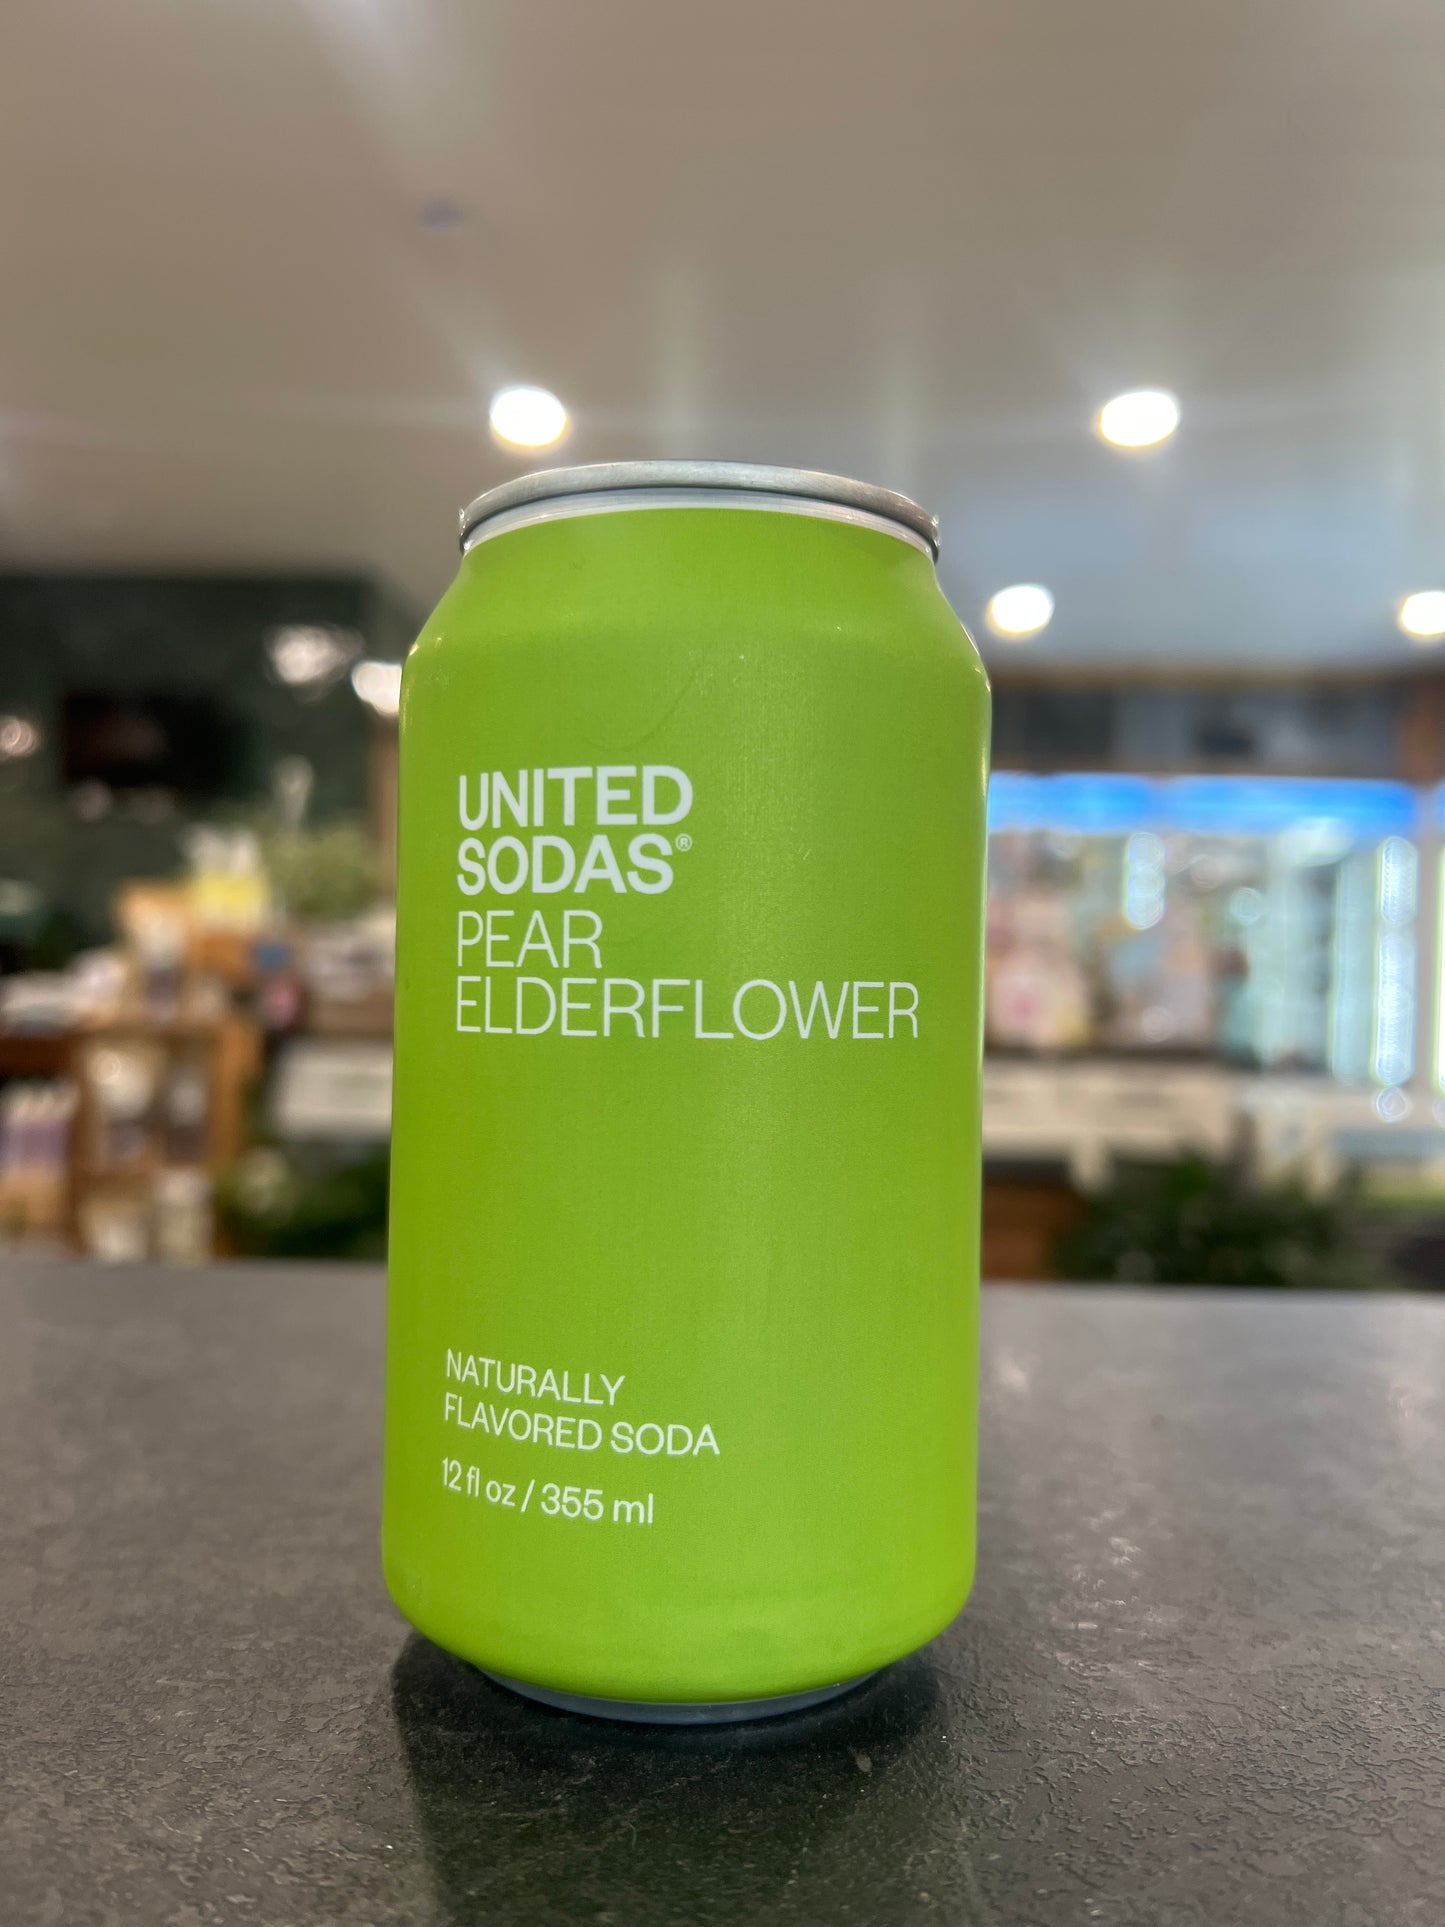 UNITED
SODAS®
PEAR
ELDERFLOWER
NATURALLY
FLAVORED SODA
12 fl oz / 355 ml